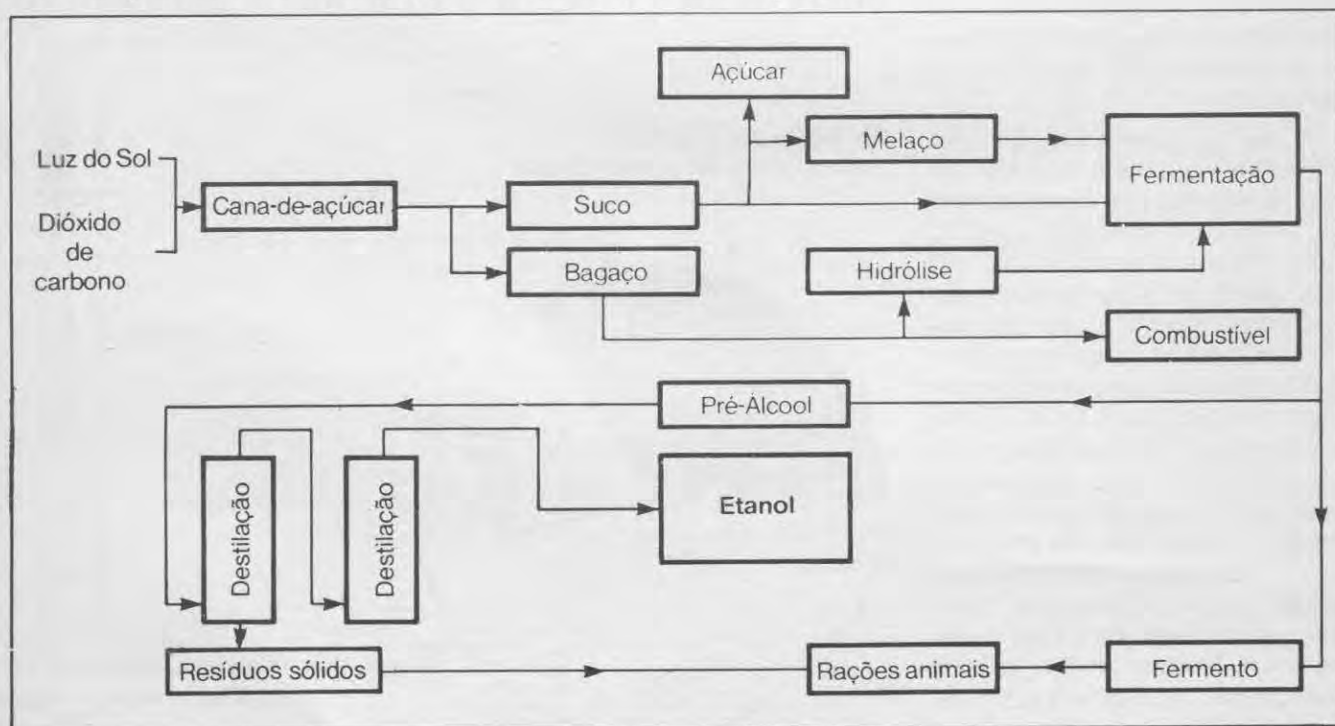 Açúcar
Luz do Sol
Melaço
Fermentação
Cana-de-açúcar
Suco
Dióxido
de
carbono
Bagaço
Hidrólise
Combustível
Pré-Álcool
Destilação
Destilação
Etanol
Resíduos sólidos
Rações animais
Fermento